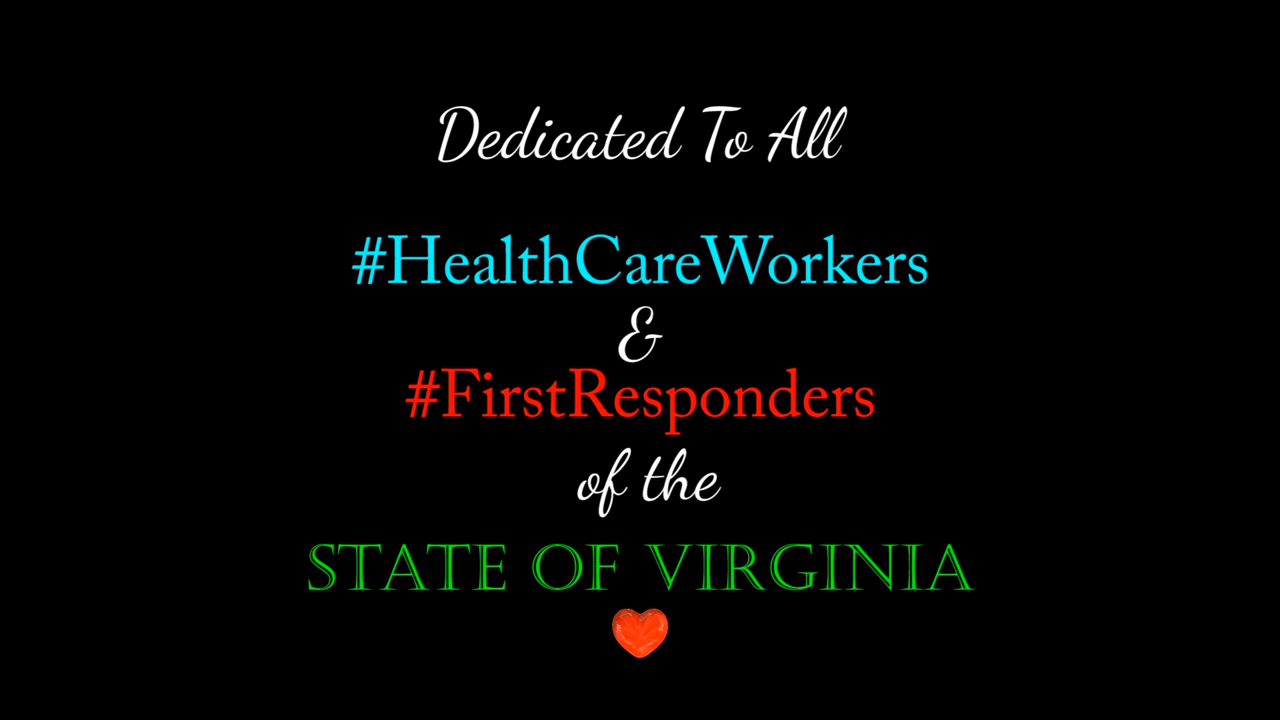 Dedicated To All
#HealthCareWorkers
&
#FirstResponders
of the
STATE OF VIRGINIA